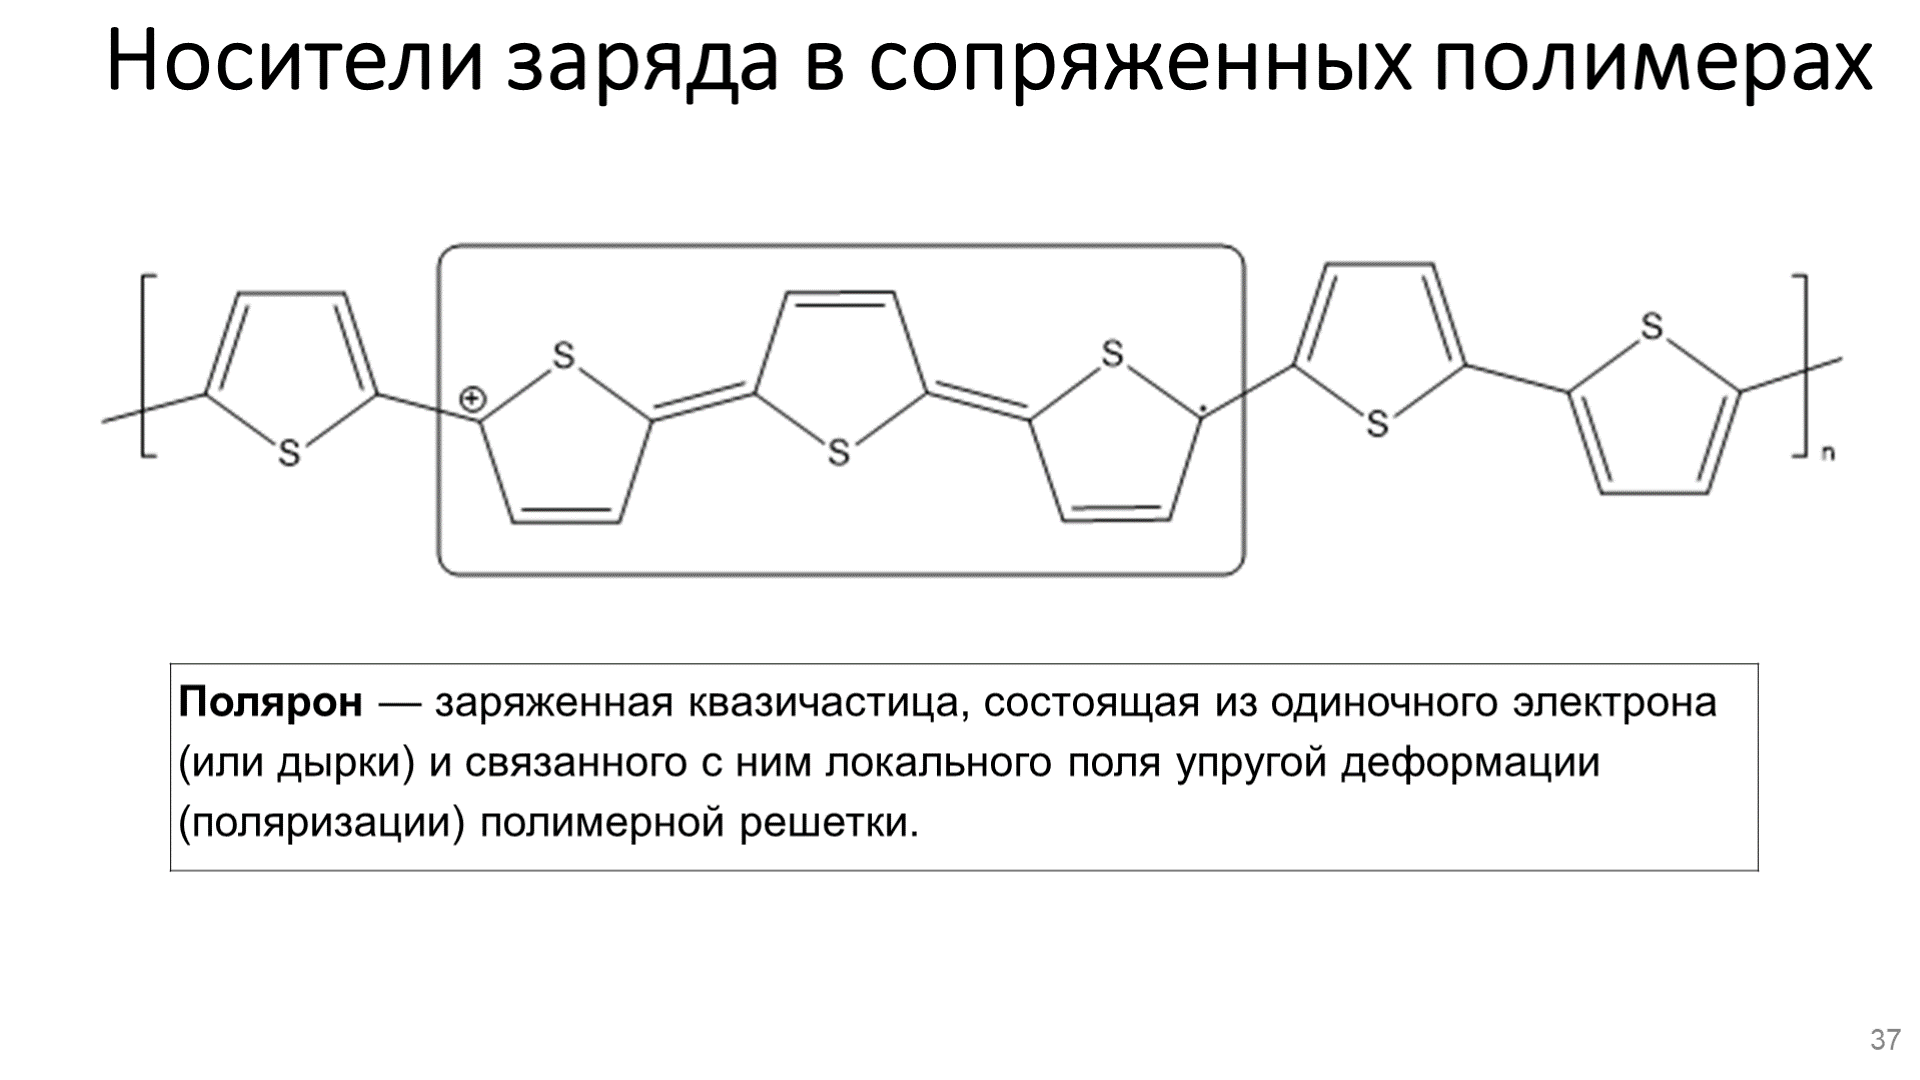 Носители заряда в сопряженных полимерах
S
S
S
S
S
S
⊕
n
Полярон — заряженная квазичастица, состоящая из одиночного электрона
(или дырки) и связанного с ним локального поля упругой деформации
(поляризации) полимерной решетки.
37